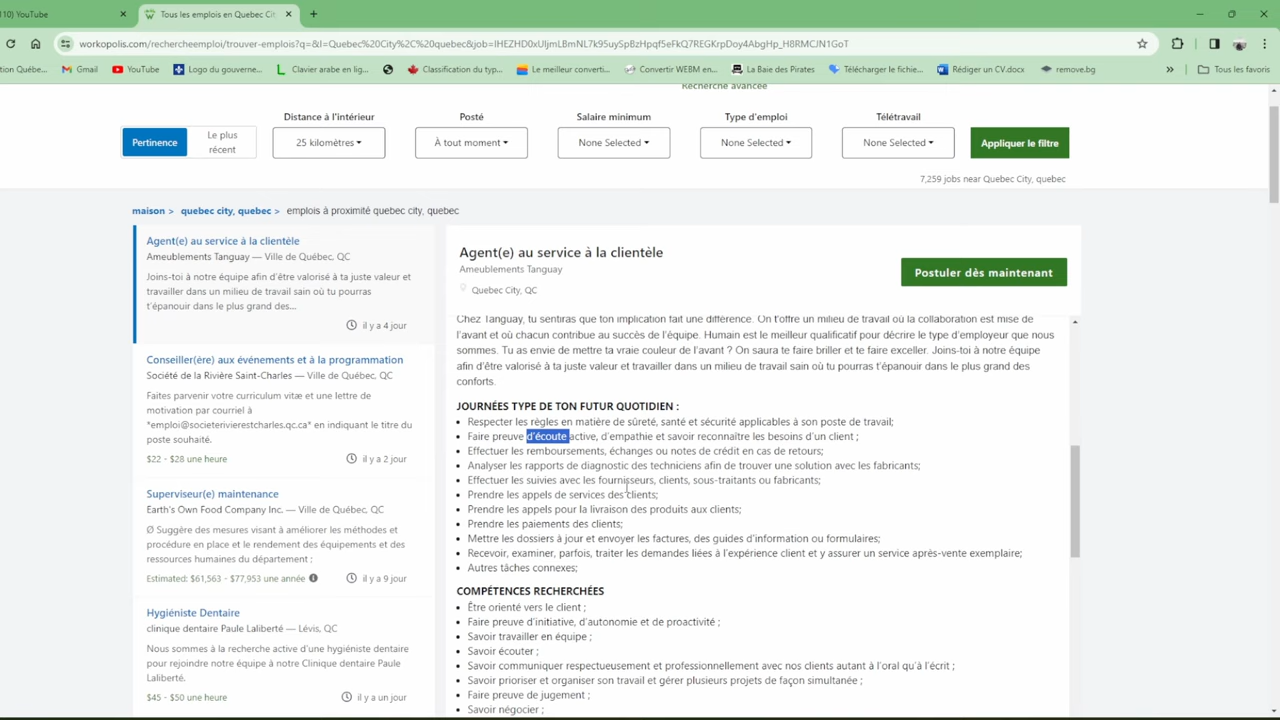 10) YouTube
Tous les emplois en Quebec Cit
workopolis.com/rechercheemploi/trouver-emplois?q=&l=Quebec%20City%2C%20quebec&job=
tion Québe...
Gmail
YouTube
Logo du gouverne...
Clavier arabe en lig...
Classification du typ...
Le meilleur converti...
Convertir WEBM en...
La Baie des Pirates
Télécharger le fichie...
Rédiger un CV.docx
remove.bg
»
Tous les favoris
Recherche avancée
Distance à l'intérieur
Posté
Salaire minimum
Type d'emploi
Télétravail
Pertinence
Le plus
récent
25 kilomètres
À tout moment
None Selected
None Selected
None Selected
Appliquer le filtre
7,259 jobs near Quebec City, quebec
maison > quebec city, quebec > emplois à proximité quebec city, quebec
Agent(e) au service à la clientèle
Ameublements Tanguay — Ville de Québec, QC
Joins-toi à notre équipe afin d'être valorisé à ta juste valeur et
travailler dans un milieu de travail sain où tu pourras
t'épanouir dans le plus grand des...
il y a 4 jour
Conseiller(ère) aux événements et à la programmation
Société de la Rivière Saint-Charles — Ville de Québec, QC
Faites parvenir votre curriculum vitæ et une lettre de
motivation par courriel à
*emploi@societerivierestcharles.qc.ca* en indiquant le titre du
poste souhaité.
$22 - $28 une heure
il y a 2 jour
Superviseur(e) maintenance
Earth's Own Food Company Inc. — Ville de Québec, QC
Ø Suggère des mesures visant à améliorer les méthodes et
procédure en place et le rendement des équipements et des
ressources humaines du département ;
Estimated: $61,563 - $77,953 une année
il y a 9 jour
Hygiéniste Dentaire
clinique dentaire Paule Laliberté — Lévis, QC
Nous sommes à la recherche active d'une hygiéniste dentaire
pour rejoindre notre équipe à notre Clinique dentaire Paule
Laliberté.
$45 - $50 une heure
il y a un jour
Agent(e) au service à la clientèle
Ameublements Tanguay
Quebec City, QC
Postuler dès maintenant
Chez Tanguay, tu sentiras que ton implication fait une différence. On t'offre un milieu de travail où la collaboration est mise de
l'avant et où chacun contribue au succès de l'équipe. Humain est le meilleur qualificatif pour décrire le type d'employeur que nous
sommes. Tu as envie de mettre ta vraie couleur de l'avant ? On saura te faire briller et te faire exceller. Joins-toi à notre équipe
afin d'être valorisé à ta juste valeur et travailler dans un milieu de travail sain où tu pourras t'épanouir dans le plus grand des
conforts.
JOURNÉES TYPE DE TON FUTUR QUOTIDIEN :
• Respecter les règles en matière de sûreté, santé et sécurité applicables à son poste de travail;
• Faire preuve d'écoute active, d'empathie et savoir reconnaître les besoins d'un client ;
• Effectuer les remboursements, échanges ou notes de crédit en cas de retours;
• Analyser les rapports de diagnostic des techniciens afin de trouver une solution avec les fabricants;
• Effectuer les suivies avec les fournisseurs, clients, sous-traitants ou fabricants;
• Prendre les appels de services des clients;
• Prendre les appels pour la livraison des produits aux clients;
• Prendre les paiements des clients;
• Mettre les dossiers à jour et envoyer les factures, des guides d'information ou formulaires;
• Recevoir, examiner, parfois, traiter les demandes liées à l'expérience client et y assurer un service après-vente exemplaire;
• Autres tâches connexes;
COMPÉTENCES RECHERCHÉES
• Être orienté vers le client ;
• Faire preuve d'initiative, d'autonomie et de proactivité ;
• Savoir travailler en équipe ;
• Savoir écouter ;
• Savoir communiquer respectueusement et professionnellement avec nos clients autant à l'oral qu'à l'écrit ;
• Savoir prioriser et organiser son travail et gérer plusieurs projets de façon simultanée ;
• Faire preuve de jugement ;
• Savoir négocier ;